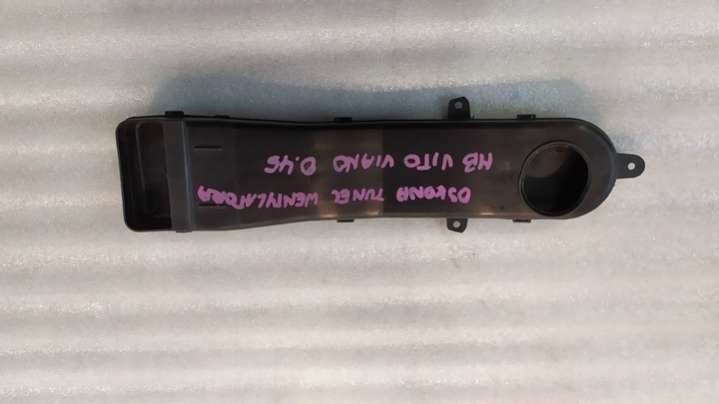 OSŁONA TUNEL WENTYLATORA
MB VITO VIANO 0.45